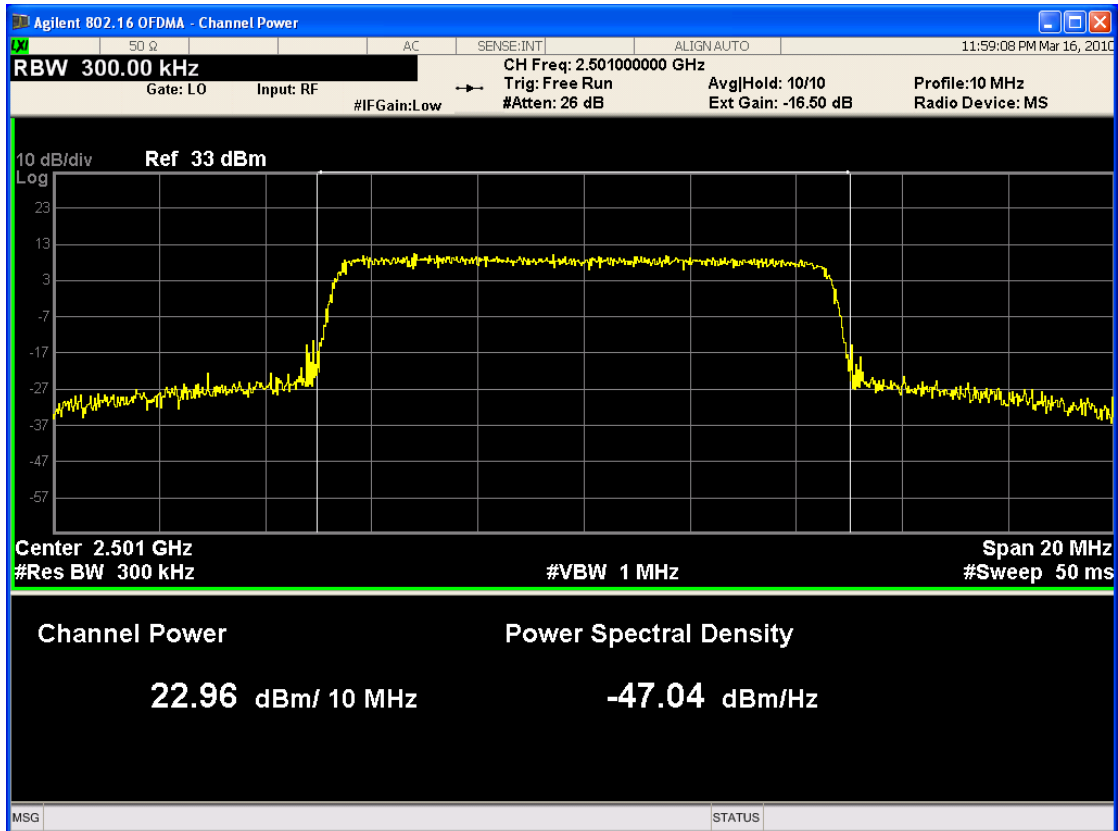 Agilent 802.16 OFDMA - Channel Power
LXI 50 Ω AC SENSE:INT ALIGN AUTO 11:59:08 PM Mar 16, 2010
RBW 300.00 kHz CH Freq: 2.501000000 GHz
Trig: Free Run Avg|Hold: 10/10 Profile:10 MHz
Gate: LO Input: RF
#IFGain:Low #Atten: 26 dB Ext Gain: -16.50 dB Radio Device: MS
10 dB/div Ref 33 dBm
Log
23
13
3
-7
-17
-27
-37
-47
-57
Center 2.501 GHz Span 20 MHz
#Res BW 300 kHz #VBW 1 MHz #Sweep 50 ms
Channel Power Power Spectral Density
22.96 dBm/ 10 MHz -47.04 dBm/Hz
MSG STATUS